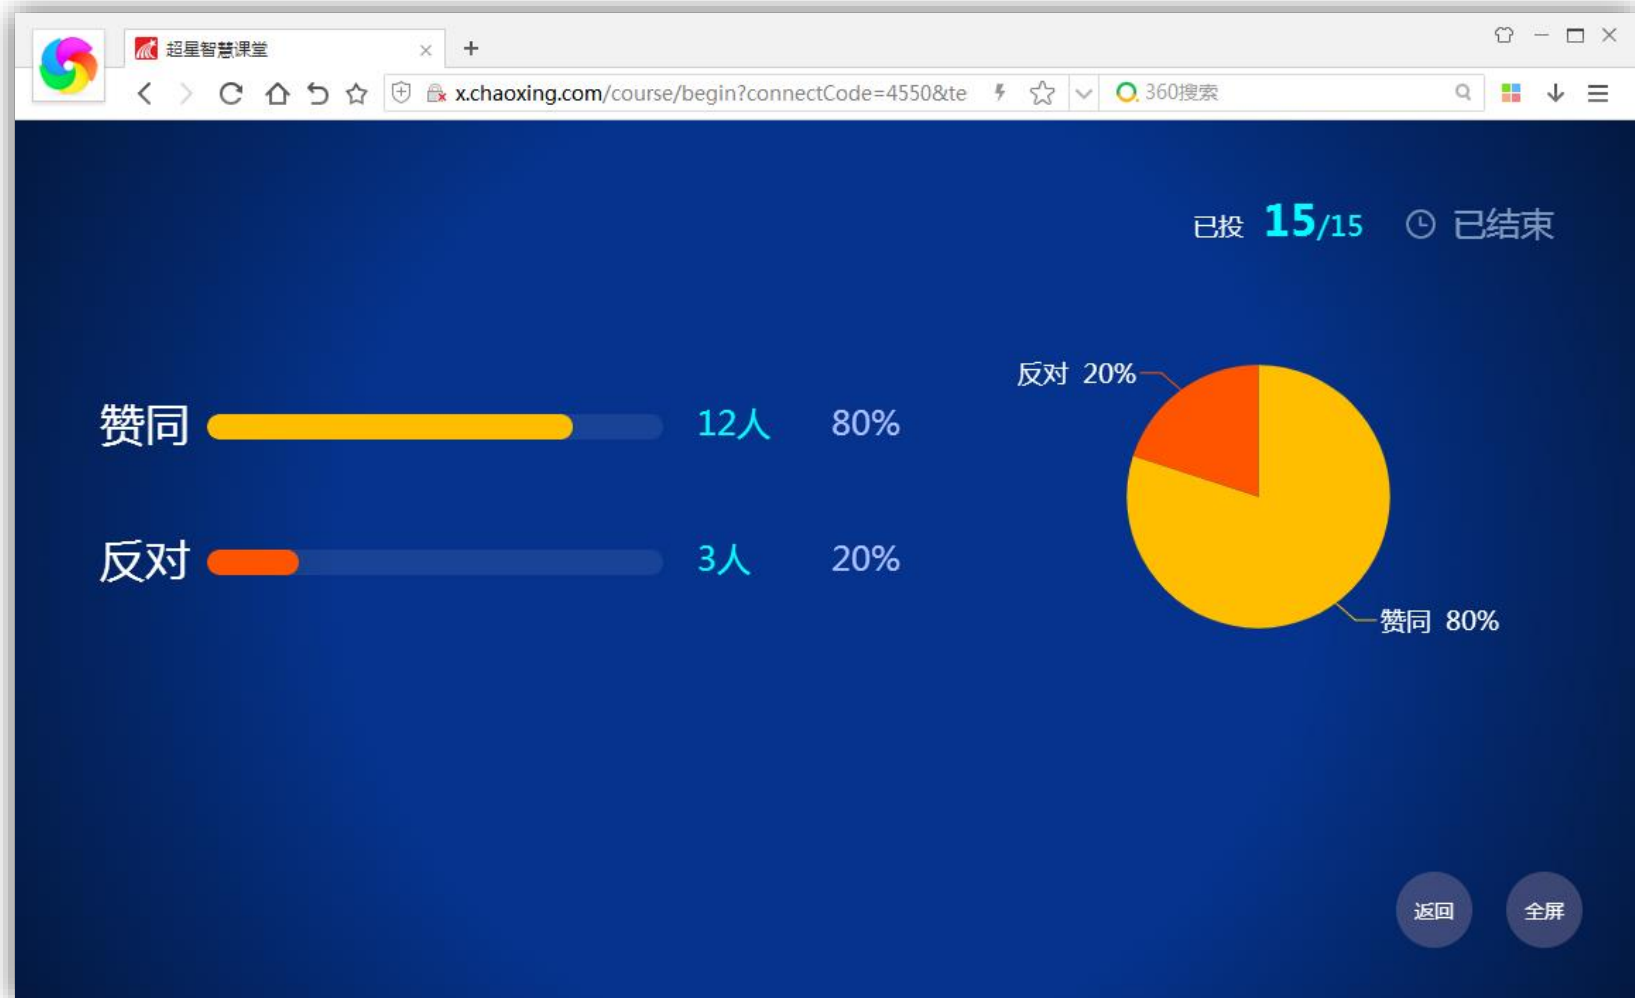 超星智慧课堂
x.chaoxing.com/course/begin?connectCode=4550&te
360搜索
已投 15/15 已结束
赞同 12人 80%
反对 3人 20%
反对 20%
赞同 80%
返回
全屏